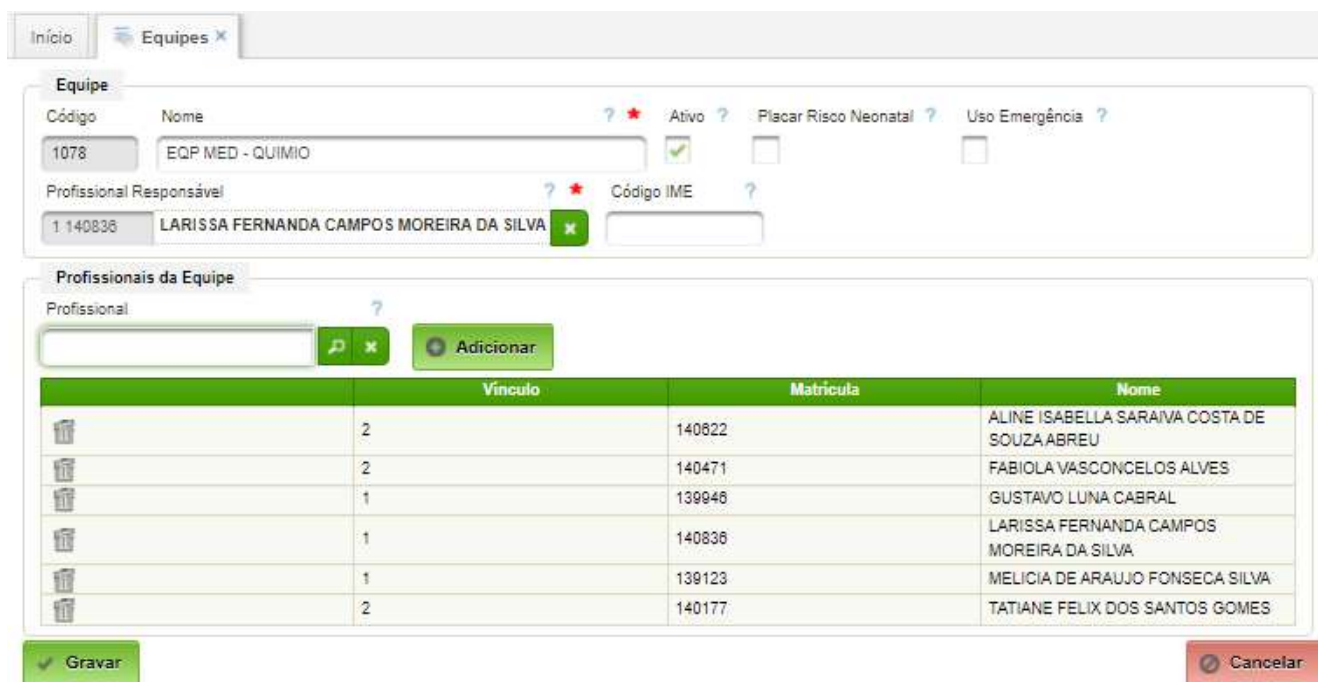 Início Equipes ×
Equipe
Código Nome ? * Ativo ? Placar Risco Neonatal ? Uso Emergência ?
1078 EQP MED - QUIMIO
Profissional Responsável ? * Código IME ?
1 140836 LARISSA FERNANDA CAMPOS MOREIRA DA SILVA
Profissionais da Equipe
Profissional ?
Adicionar
Vínculo Matrícula Nome
2 140622 ALINE ISABELLA SARAIVA COSTA DE
SOUZA ABREU
2 140471 FABIOLA VASCONCELOS ALVES
1 139946 GUSTAVO LUNA CABRAL
1 140836 LARISSA FERNANDA CAMPOS
MOREIRA DA SILVA
1 139123 MELICIA DE ARAUJO FONSECA SILVA
2 140177 TATIANE FELIX DOS SANTOS GOMES
Gravar Cancelar